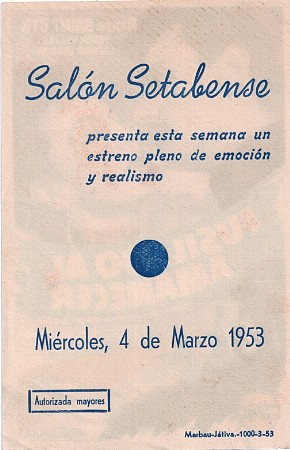 Salón Setabense
presenta esta semana un
estreno pleno de emoción
y realismo
Miércoles, 4 de Marzo 1953
Autorizada mayores
Marbau-Játiva.-1000-3-53